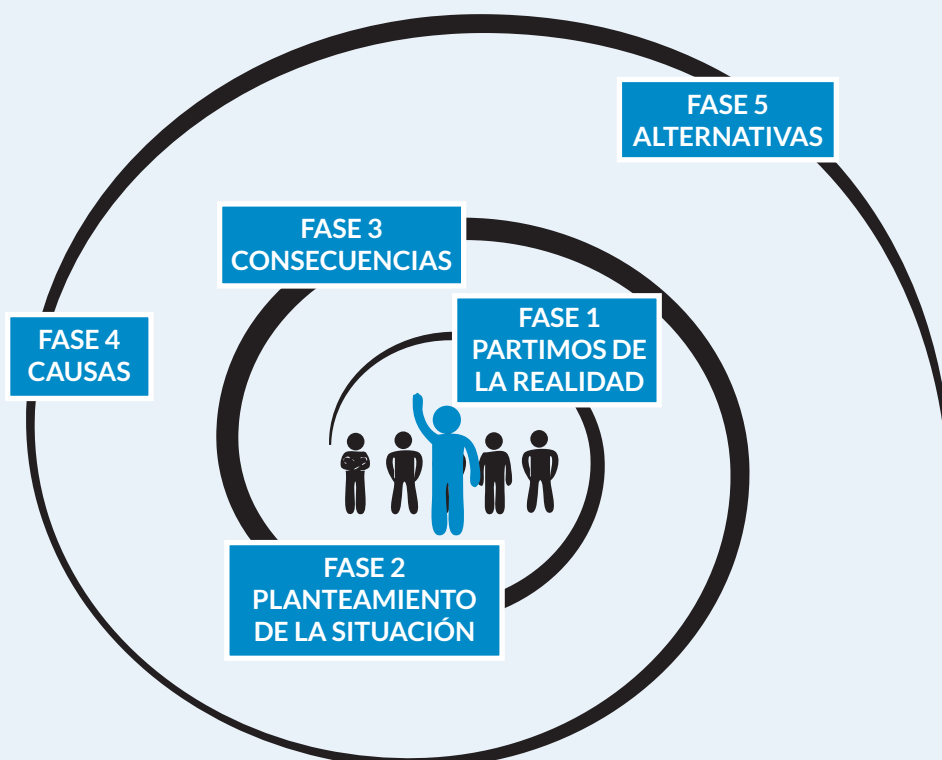 FASE 5
ALTERNATIVAS
FASE 3
CONSECUENCIAS
FASE 1
PARTIMOS DE
LA REALIDAD
FASE 4
CAUSAS
FASE 2
PLANTEAMIENTO
DE LA SITUACIÓN